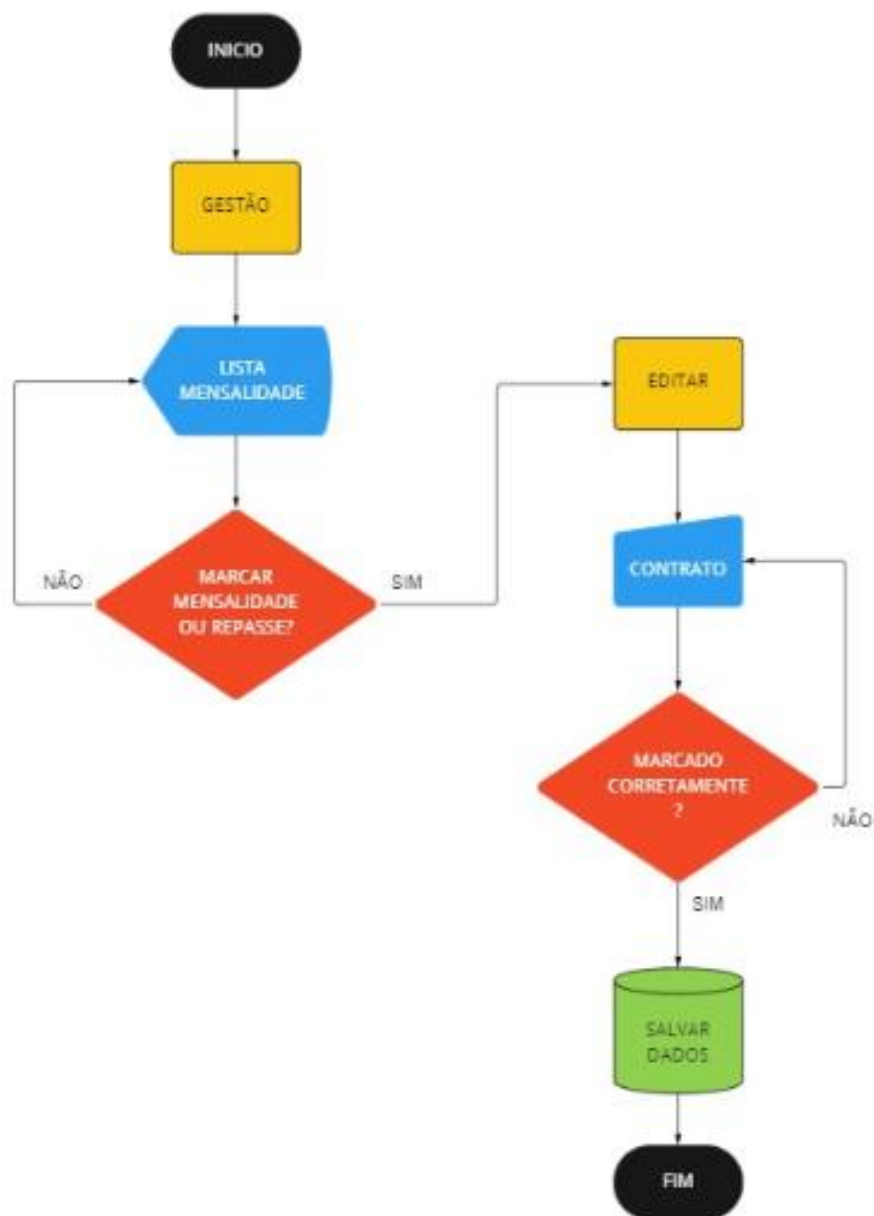 INICIO
GESTÃO
LISTA
MENSALIDADE
MARCAR
MENSALIDADE
OU REPASSE?
NÃO
SIM
EDITAR
CONTRATO
MARCADO
CORRETAMENTE
?
NÃO
SIM
SALVAR
DADOS
FIM